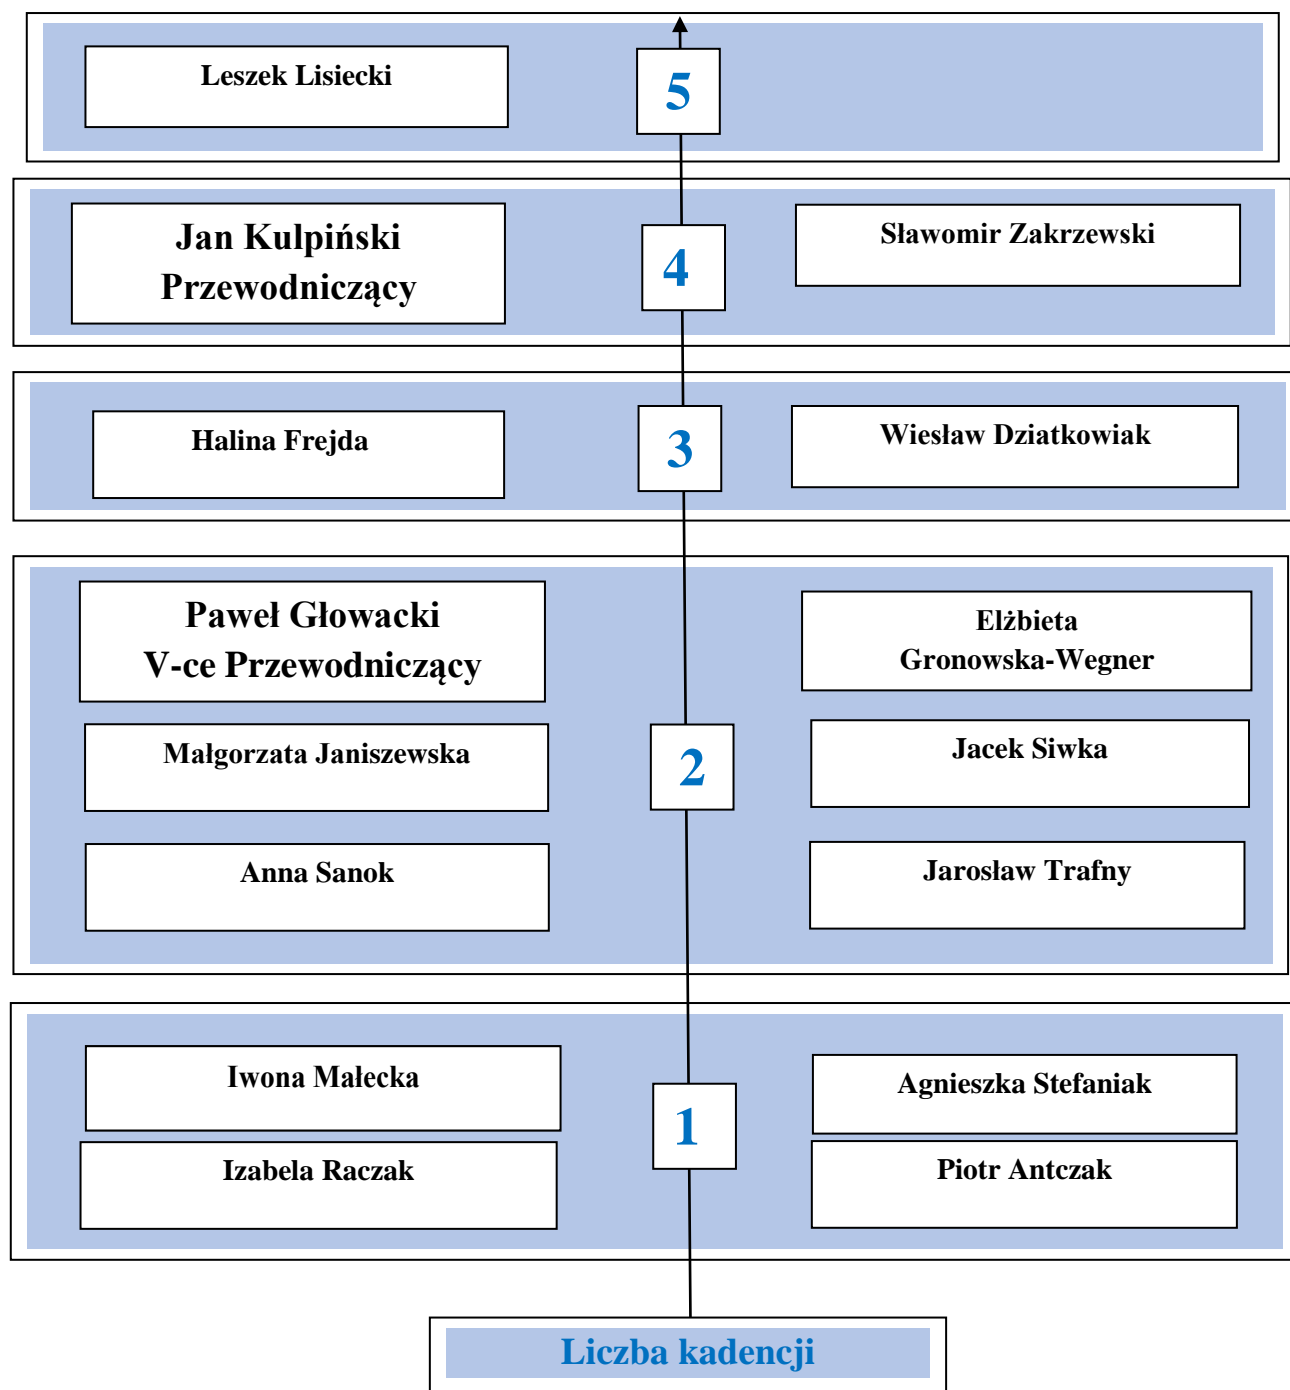 Leszek Lisiecki
5
Jan Kulpiński
Przewodniczący
4
Sławomir Zakrzewski
Halina Frejda
3
Wiesław Dziatkowiak
Paweł Głowacki
V-ce Przewodniczący
Elżbieta
Gronowska-Wegner
Małgorzata Janiszewska
2
Jacek Siwka
Anna Sanok
Jarosław Trafny
Iwona Małecka
1
Agnieszka Stefaniak
Izabela Raczak
Piotr Antczak
Liczba kadencji